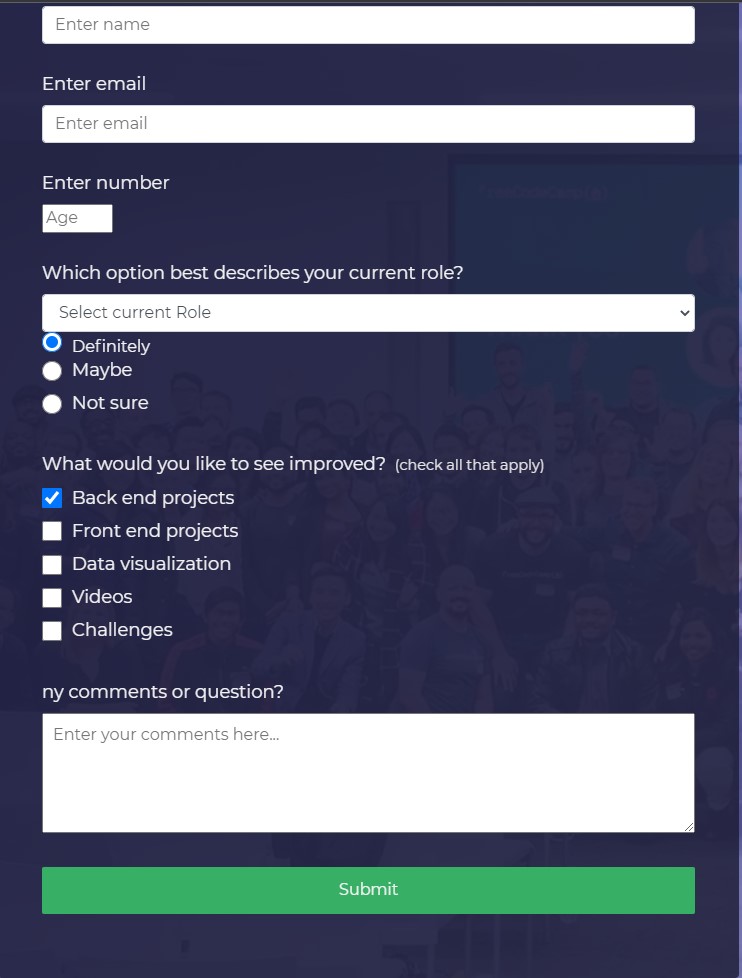 Enter name
Enter email
Enter email
Enter number
Age
Which option best describes your current role?
Select current Role
Definitely
Maybe
Not sure
What would you like to see improved? (check all that apply)
Back end projects
Front end projects
Data visualization
Videos
Challenges
ny comments or question?
Enter your comments here...
Submit